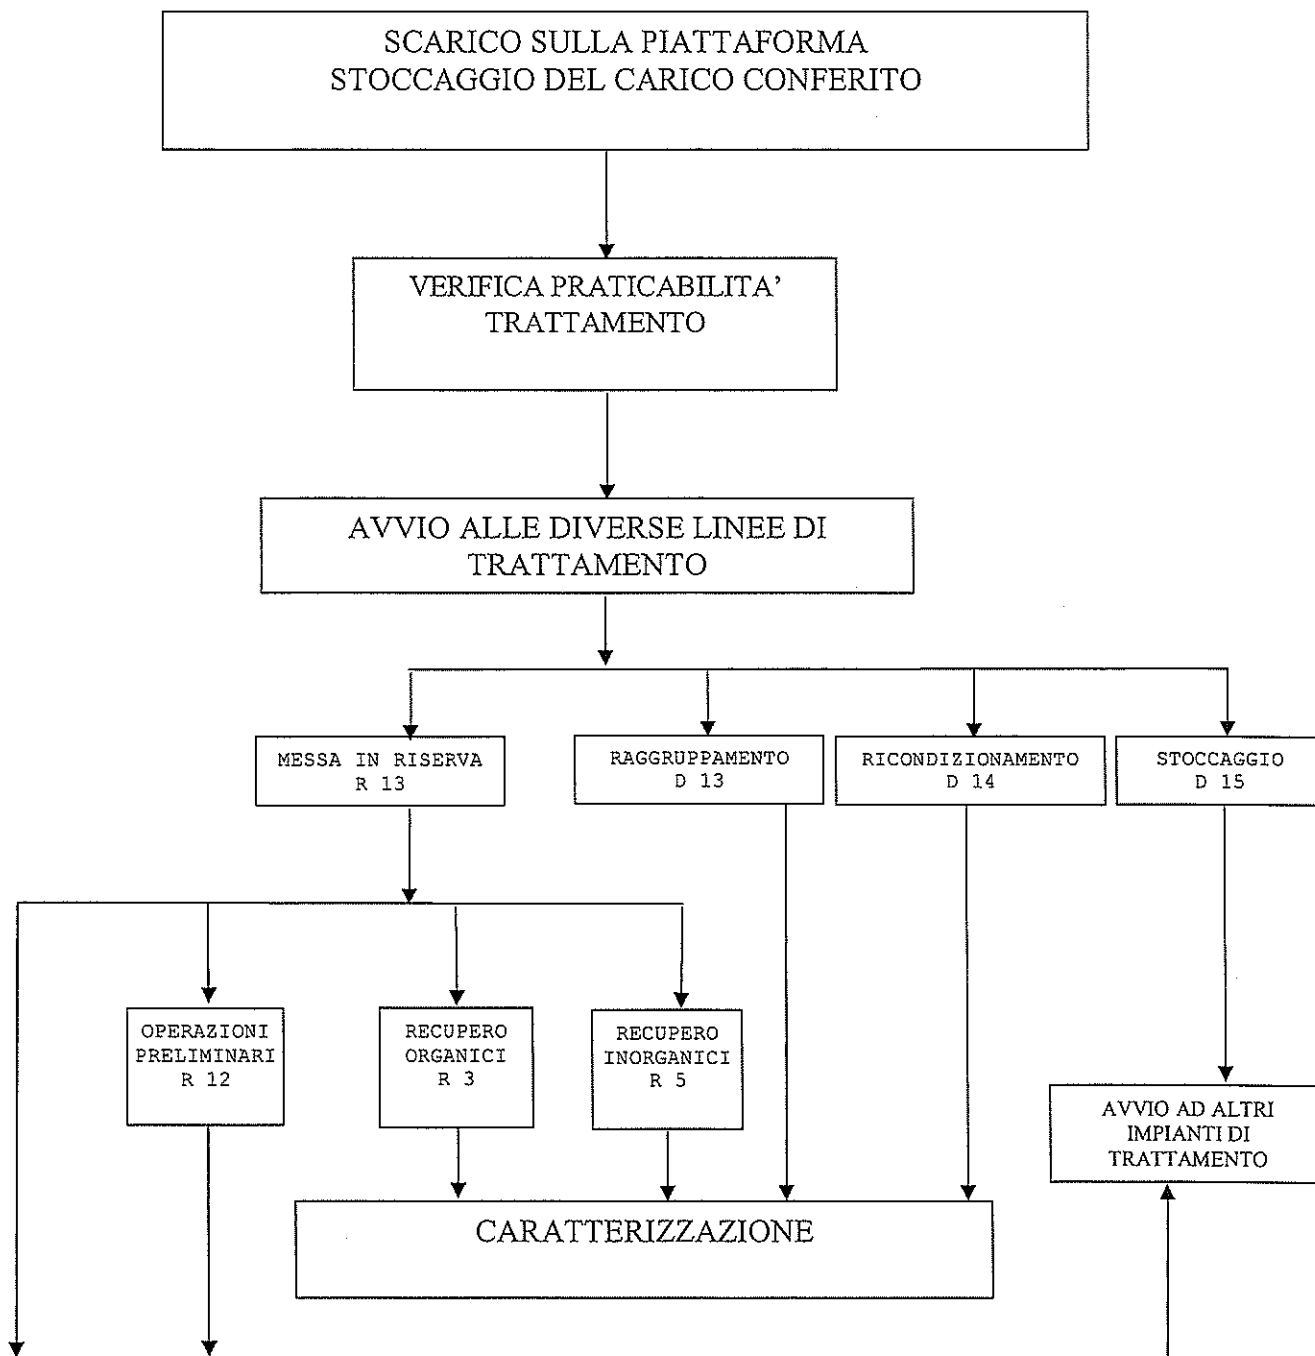 SCARICO SULLA PIATTAFORMA
STOCCAGGIO DEL CARICO CONFERITO
VERIFICA PRATICABILITA’
TRATTAMENTO
AVVIO ALLE DIVERSE LINEE DI
TRATTAMENTO
MESSA IN RISERVA
R 13
RAGGRUPPAMENTO
D 13
RICONDIZIONAMENTO
D 14
STOCCAGGIO
D 15
OPERAZIONI
PRELIMINARI
R 12
RECUPERO
ORGANICI
R 3
RECUPERO
INORGANICI
R 5
AVVIO AD ALTRI
IMPIANTI DI
TRATTAMENTO
CARATTERIZZAZIONE